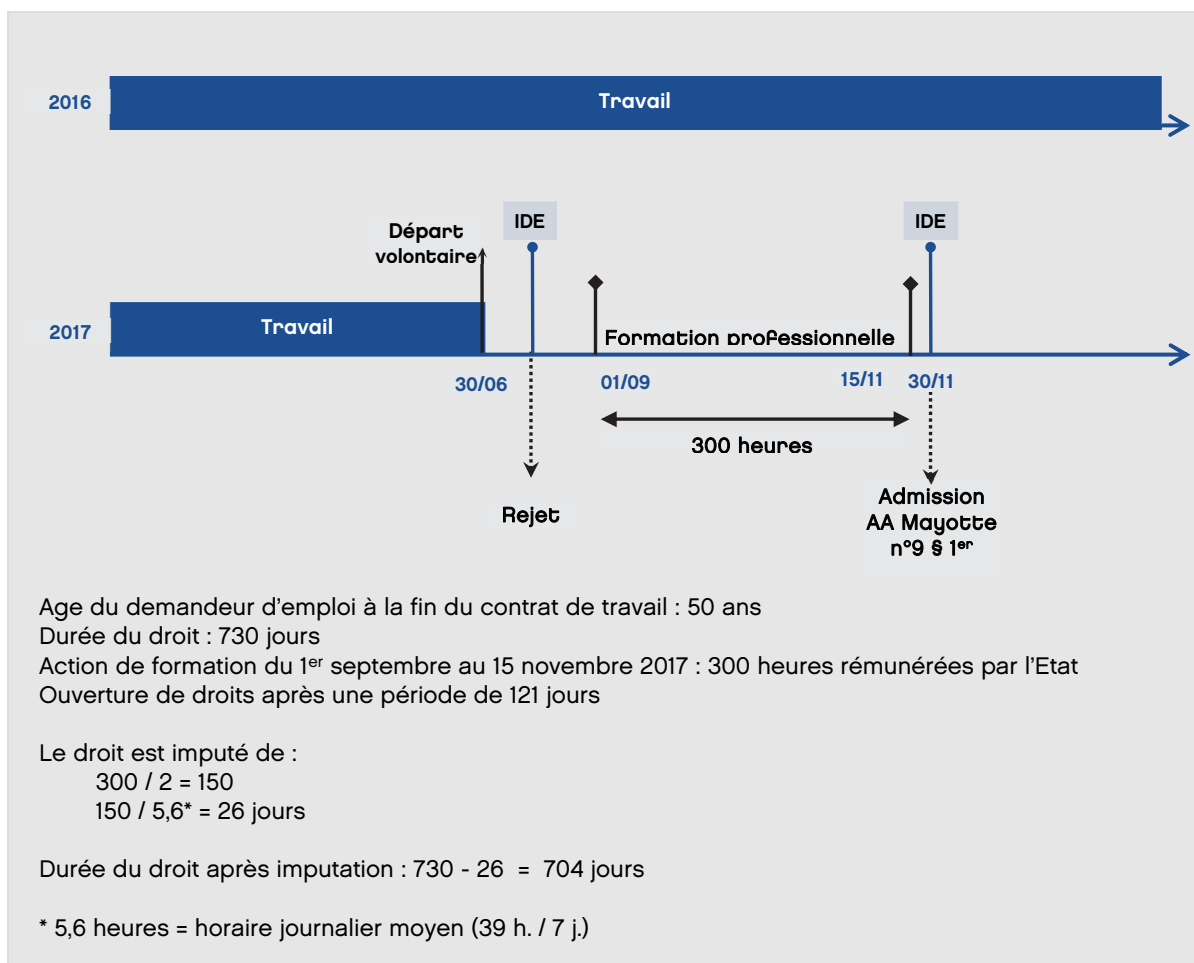 2016
Travail
Départ
volontaire
IDE
IDE
2017
Travail
Formation professionnelle
30/06
01/09
15/11
30/11
300 heures
Rejet
Admission
AA Mayotte
n°9 § 1er
Age du demandeur d'emploi à la fin du contrat de travail : 50 ans
Durée du droit : 730 jours
Action de formation du 1er septembre au 15 novembre 2017 : 300 heures rémunérées par l'Etat
Ouverture de droits après une période de 121 jours
Le droit est imputé de :
300 / 2 = 150
150 / 5,6* = 26 jours
Durée du droit après imputation : 730 - 26 = 704 jours
* 5,6 heures = horaire journalier moyen (39 h. / 7 j.)